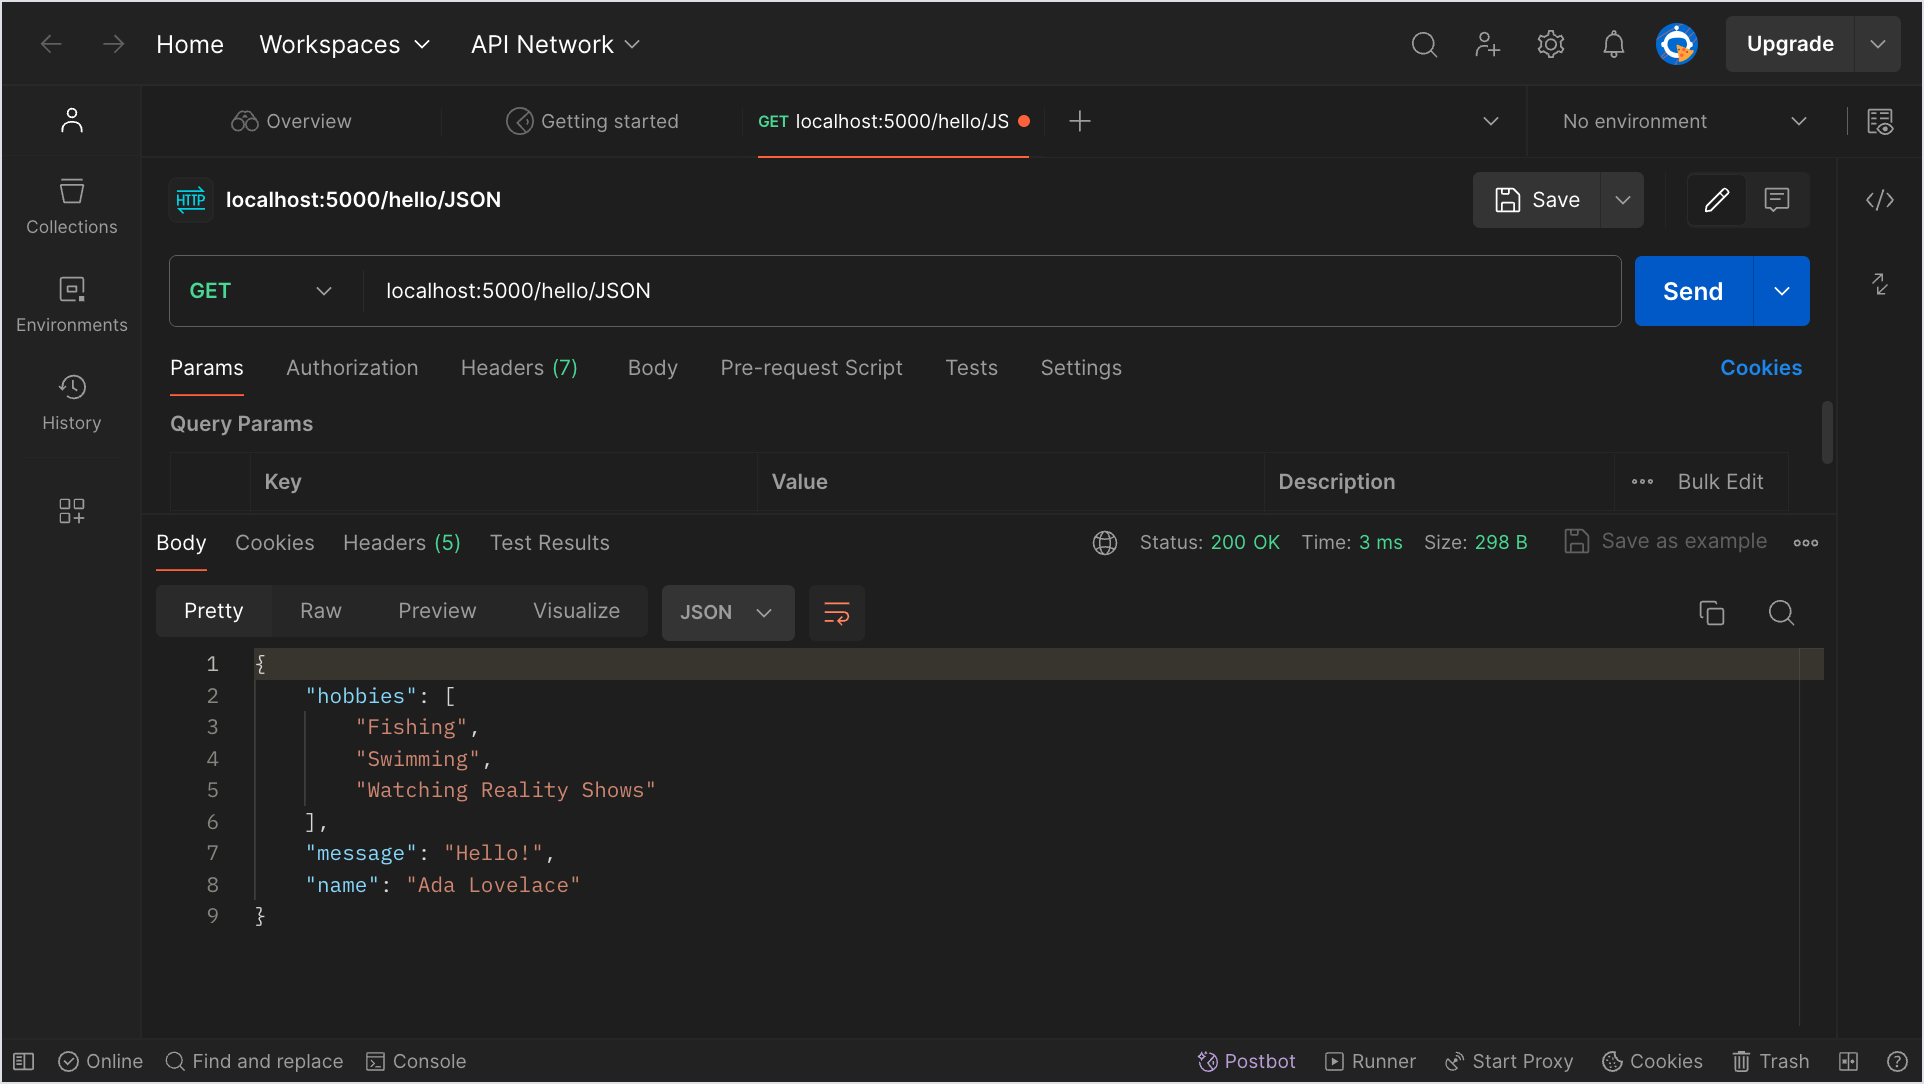 Home Workspaces API Network Upgrade
Overview Getting started GET localhost:5000/hello/JS No environment
HTTP localhost:5000/hello/JSON Save
Collections
GET localhost:5000/hello/JSON Send
Environments
Params Authorization Headers (7) Body Pre-request Script Tests Settings Cookies
History
Query Params
Key Value Description Bulk Edit
Body Cookies Headers (5) Test Results Status: 200 OK Time: 3 ms Size: 298 B Save as example
Pretty Raw Preview Visualize JSON
1 {
2 "hobbies": [
3 "Fishing",
4 "Swimming",
5 "Watching Reality Shows"
6 ],
7 "message": "Hello!",
8 "name": "Ada Lovelace"
9 }
Online Find and replace Console Postbot Runner Start Proxy Cookies Trash